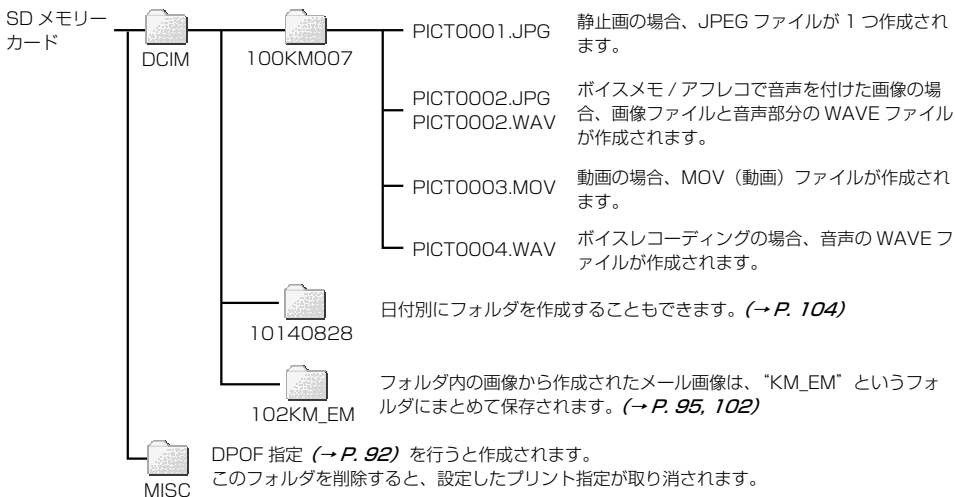 SD メモリー
カード
DCIM
100KM007
PICT0001.JPG
静止画の場合、JPEG ファイルが 1 つ作成され
ます。
PICT0002.JPG
PICT0002.WAV
ボイスメモ / アフレコで音声を付けた画像の場
合、画像ファイルと音声部分の WAVE ファイル
が作成されます。
PICT0003.MOV
動画の場合、MOV（動画）ファイルが作成され
ます。
PICT0004.WAV
ボイスレコーディングの場合、音声の WAVE フ
ァイルが作成されます。
10140828
日付別にフォルダを作成することもできます。(→ P. 104)
102KM_EM
フォルダ内の画像から作成されたメール画像は、“KM_EM” というフォ
ルダにまとめて保存されます。(→ P. 95, 102)
MISC
DPOF 指定 (→ P. 92) を行うと作成されます。
このフォルダを削除すると、設定したプリント指定が取り消されます。